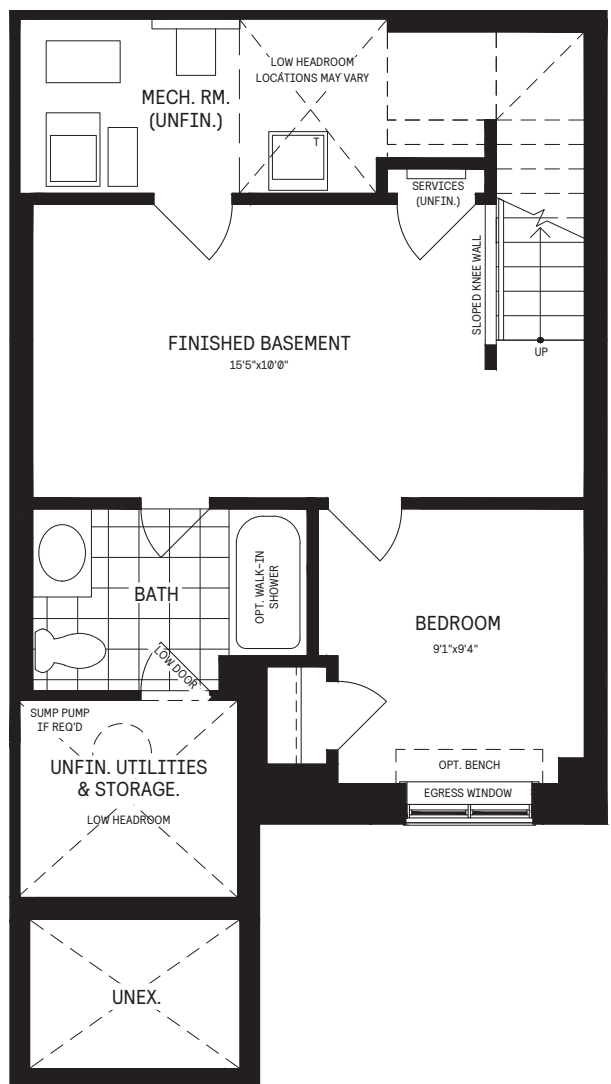 LOW HEADROOM
LOCATIONS MAY VARY
MECH. RM.
(UNFIN.)
T
SERVICES
(UNFIN.)
SLOPED KNEE WALL
UP
FINISHED BASEMENT
15'5"x10'0"
OPT. WALK-IN
SHOWER
BATH
LOW DOOR
BEDROOM
9'1"x9'4"
SUMP PUMP
IF REQ'D
UNFIN. UTILITIES
& STORAGE.
LOW HEADROOM
OPT. BENCH
EGRESS WINDOW
UNEX.